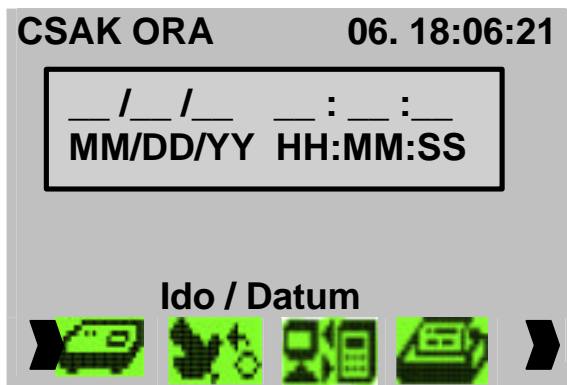 CSAK ORA 06. 18:06:21
__ /__ /__ __ : __ :__
MM/DD/YY HH:MM:SS
Ido / Datum